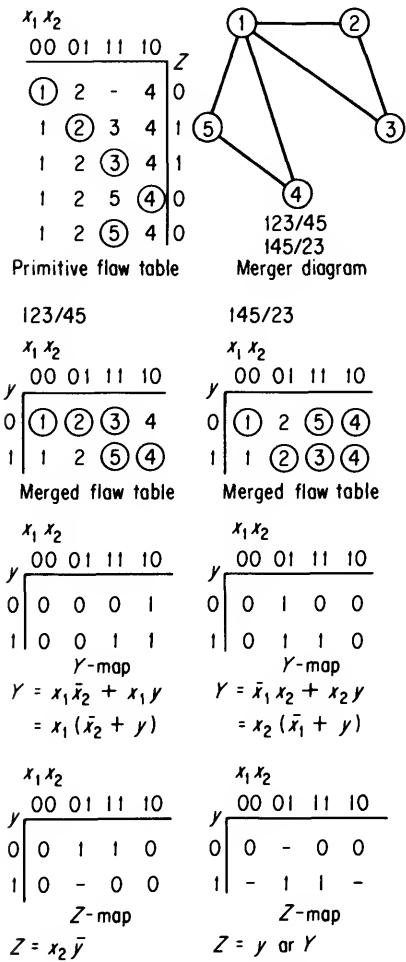 x₁ x₂
00 01 11 10 Z
1 2 - 4 0
1 2 3 4 1
1 2 3 4 1
1 2 5 4 0
1 2 5 4 0
Primitive flaw table
1 2
5 3
4
123/45
145/23
Merger diagram
123/45
x₁ x₂
y 00 01 11 10
0 1 2 3 4
1 1 2 5 4
Merged flaw table
145/23
x₁ x₂
y 00 01 11 10
0 1 2 5 4
1 1 2 3 4
Merged flaw table
x₁ x₂
y 00 01 11 10
0 0 0 0 1
1 0 0 1 1
Y-map
Y = x₁x̄₂ + x₁y
= x₁(x̄₂ + y)
x₁ x₂
y 00 01 11 10
0 0 1 0 0
1 0 1 1 0
Y-map
Y = x̄₁x₂ + x₂y
= x₂(x̄₁ + y)
x₁ x₂
y 00 01 11 10
0 0 1 1 0
1 0 - 0 0
Z-map
Z = x₂ȳ
x₁ x₂
y 00 01 11 10
0 0 - 0 0
1 - 1 1 -
Z-map
Z = y ar Y